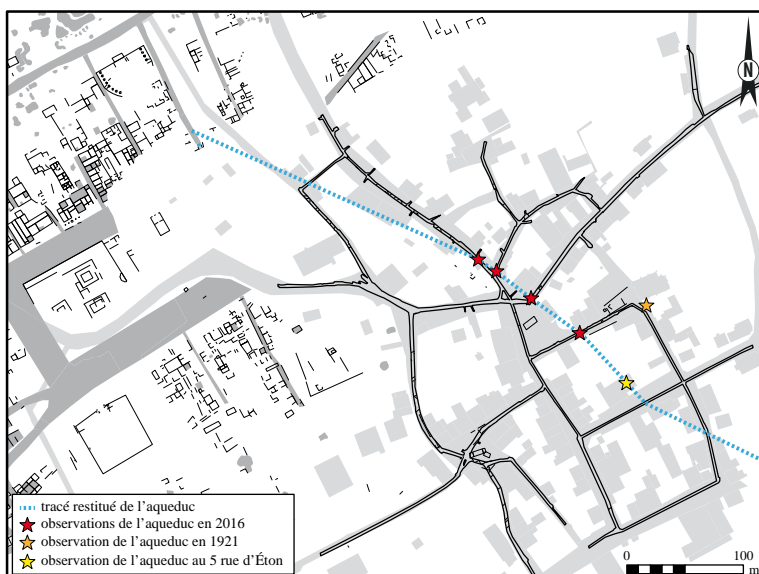 N
tracé restitué de l'aqueduc
observations de l'aqueduc en 2016
observation de l'aqueduc en 1921
observation de l'aqueduc au 5 rue d'Éton
0 100
m